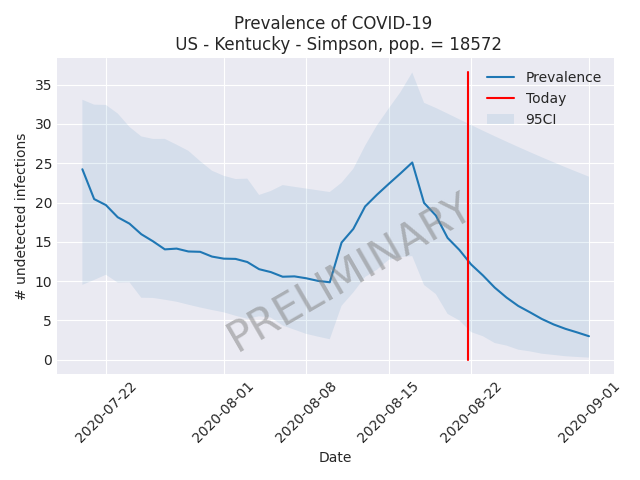 Prevalence of COVID-19
US - Kentucky - Simpson, pop. = 18572
# undetected infections
35
30
25
20
15
10
5
0
Prevalence
Today
95CI
PRELIMINARY
2020-07-22
2020-08-01
2020-08-08
2020-08-15
2020-08-22
2020-09-01
Date